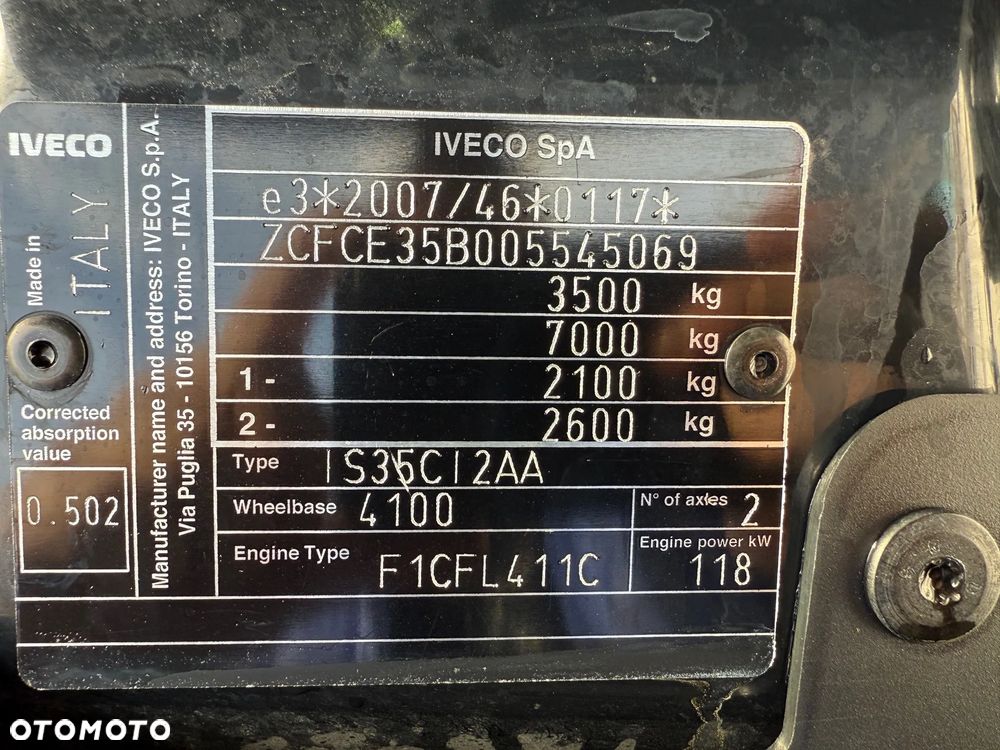 IVECO
IVECO SpA
e3*2007/46*0117*
ZCFCE35B005545069
3500 kg
7000 kg
1- 2100 kg
2- 2600 kg
Type IS35CI2AA
Wheelbase 4100
N° of axles 2
Engine Type F1CFL411C
Engine power kW 118
Made in ITALY
Manufacturer name and address: IVECO S.p.A.
Via Puglia 35 - 10156 Torino - ITALY
Corrected
absorption
value
0.502
OTOMOTO